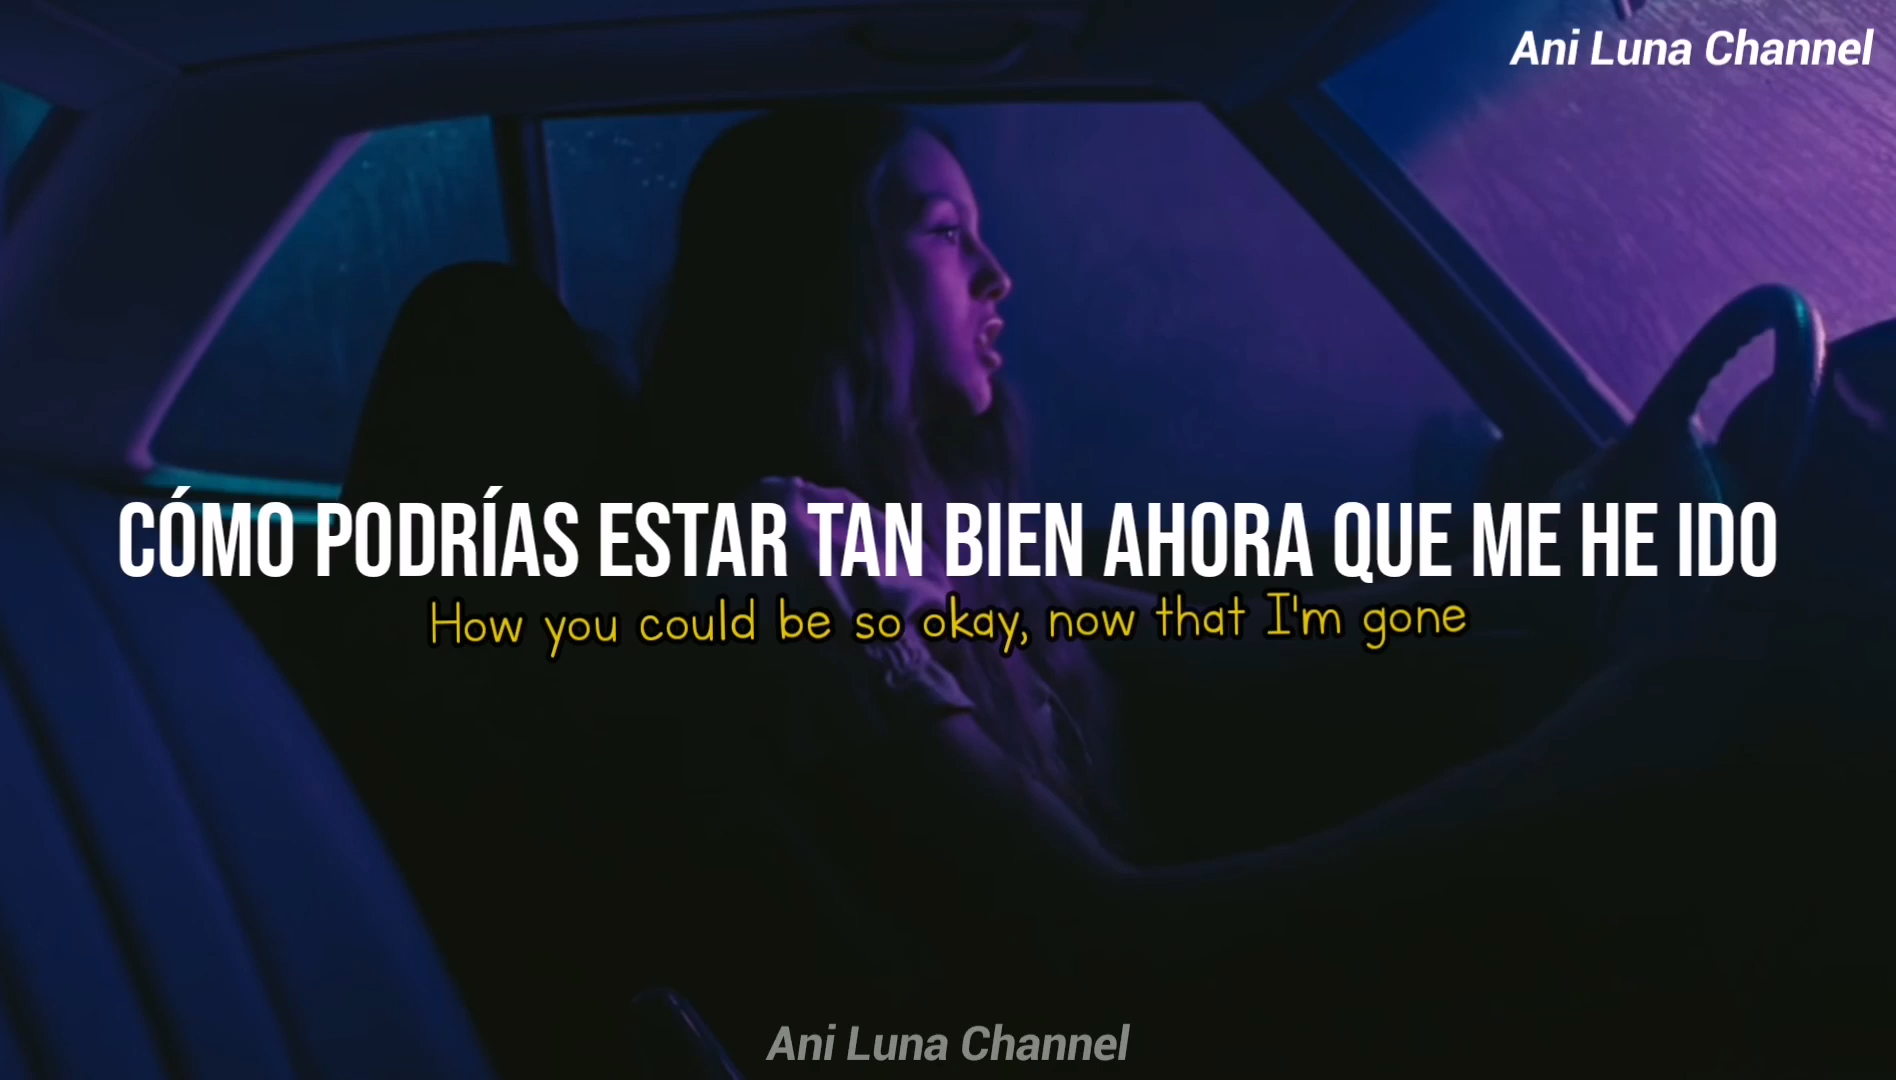 Ani Luna Channel
CÓMO PODRÍAS ESTAR TAN BIEN AHORA QUE ME HE IDO
How you could be so okay, now that I'm gone
Ani Luna Channel